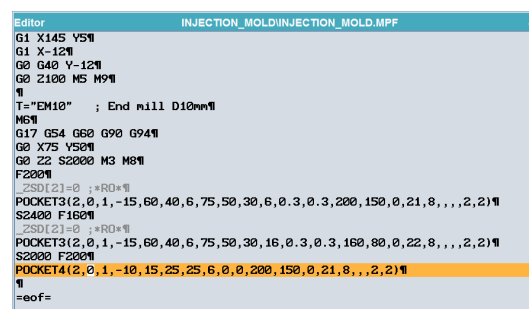 Editor INJECTION_MOLD\INJECTION_MOLD.MPF
G1 X145 Y5¶
G1 X-12¶
G0 G40 Y-12¶
G0 Z100 M5 M9¶
¶
T="EM10" ; End mill D10mm¶
M6¶
G17 G54 G60 G90 G94¶
G0 X75 Y50¶
G0 Z2 S2000 M3 M8¶
F200¶
_ZSD[2]=0 ;*RO*¶
POCKET3(2,0,1,-15,60,40,6,75,50,30,6,0.3,0.3,200,150,0,21,8,,,,2,2)¶
S2400 F160¶
_ZSD[2]=0 ;*RO*¶
POCKET3(2,0,1,-15,60,40,6,75,50,30,16,0.3,0.3,160,80,0,22,8,,,,2,2)¶
S2000 F200¶
POCKET4(2,0,1,-10,15,25,25,6,0,0,200,150,0,21,8,,,2,2)¶
¶
=eof=